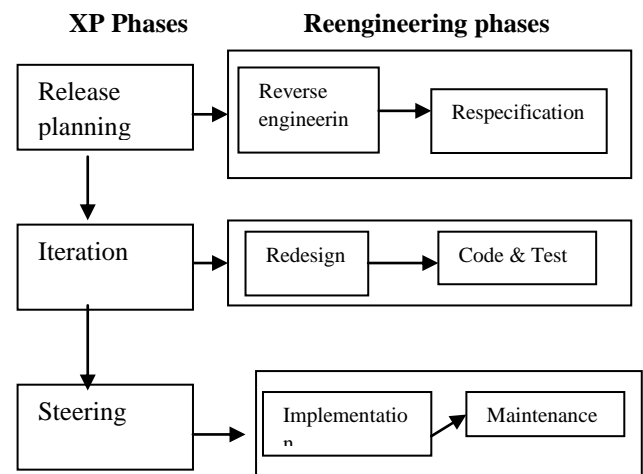 XP Phases Reengineering phases
Release
planning
Reverse
engineerin
Respecification
Iteration
Redesign
Code & Test
Steering
Implementatio
n
Maintenance